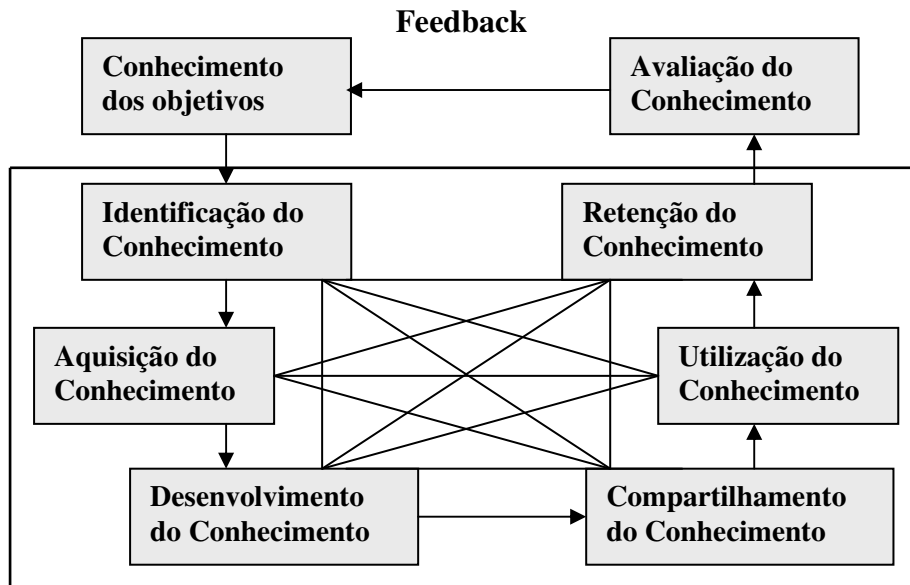 Feedback
Conhecimento
dos objetivos
Avaliação do
Conhecimento
Identificação do
Conhecimento
Retenção do
Conhecimento
Aquisição do
Conhecimento
Utilização do
Conhecimento
Desenvolvimento
do Conhecimento
Compartilhamento
do Conhecimento